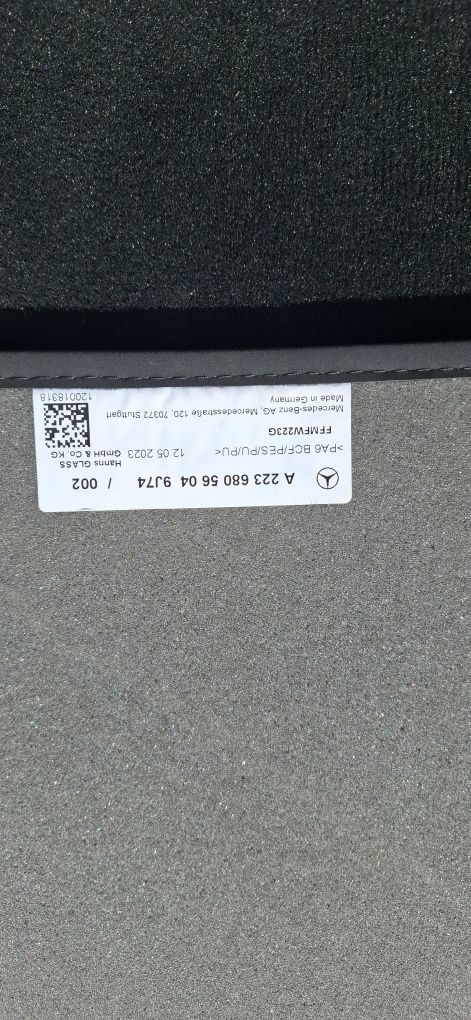 A 223 680 56 04 9J74 / 002
>PA6 BCF/PES/PU/PU< 12.05.2023 Hanns GLASS GmbH & Co. KG
FFMFW223G
Mercedes-Benz AG, Mercedesstraße 120, 70372 Stuttgart
Made in Germany
120018318